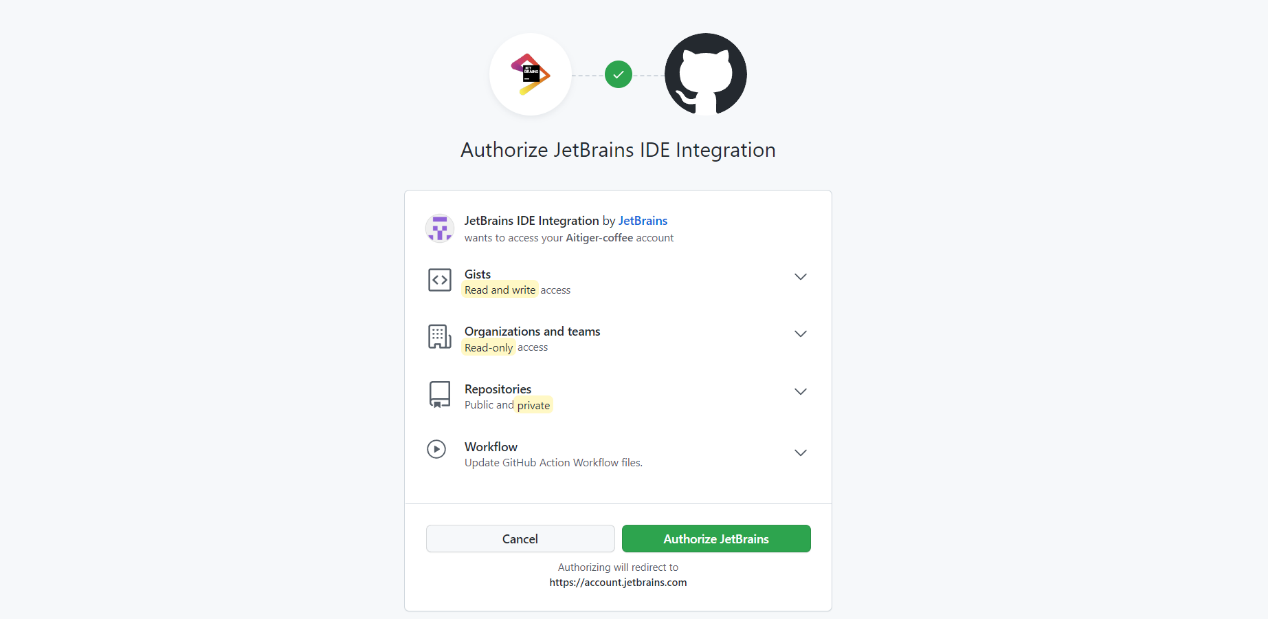 JET
BRAINS
Authorize JetBrains IDE Integration
JetBrains IDE Integration by JetBrains
wants to access your Aitiger-coffee account
Gists
Read and write access
Organizations and teams
Read-only access
Repositories
Public and private
Workflow
Update GitHub Action Workflow files.
Cancel
Authorize JetBrains
Authorizing will redirect to
https://account.jetbrains.com